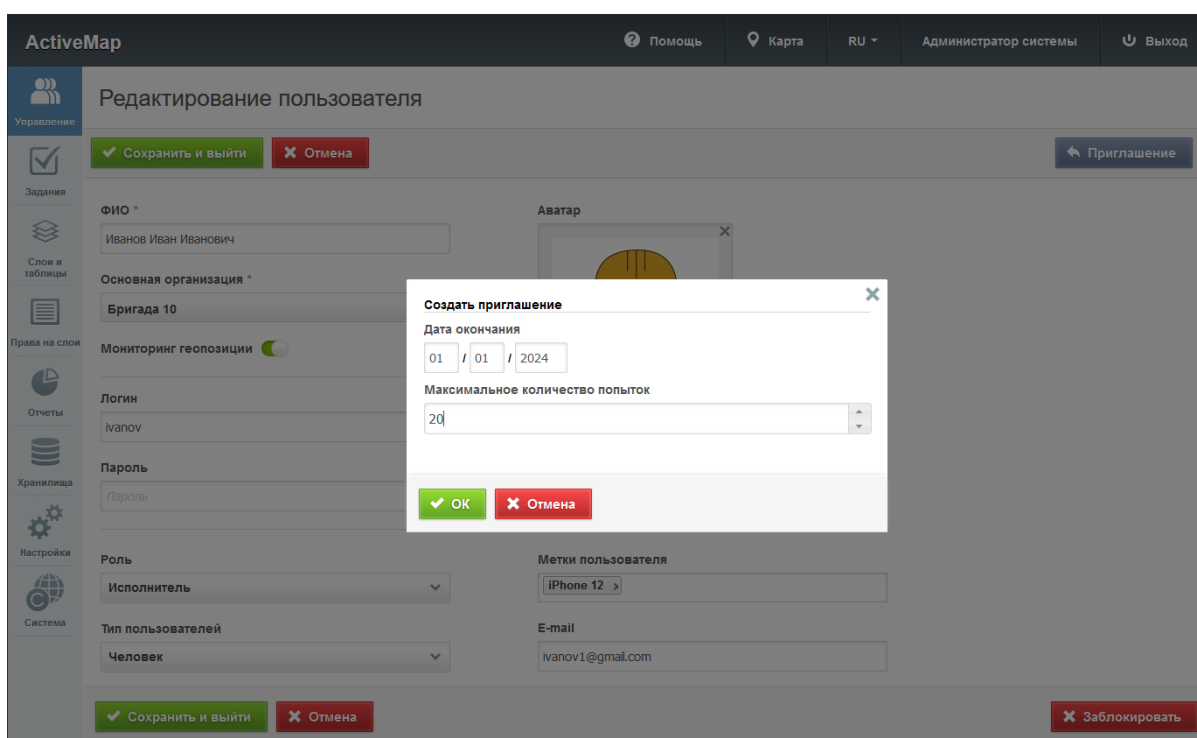 ActiveMap
Помощь
Карта
RU
Администратор системы
Выход
Управление
Задания
Слои и
таблицы
Права на слои
Отчеты
Хранилища
Настройки
Система
Редактирование пользователя
Сохранить и выйти
Отмена
Приглашение
ФИО *
Иванов Иван Иванович
Аватар
Основная организация *
Бригада 10
Мониторинг геопозиции
Логин
ivanov
Пароль
Пароль
Создать приглашение
Дата окончания
01 / 01 / 2024
Максимальное количество попыток
20
ОК
Отмена
Роль
Исполнитель
Метки пользователя
iPhone 12
Тип пользователей
Человек
E-mail
ivanov1@gmail.com
Сохранить и выйти
Отмена
Заблокировать